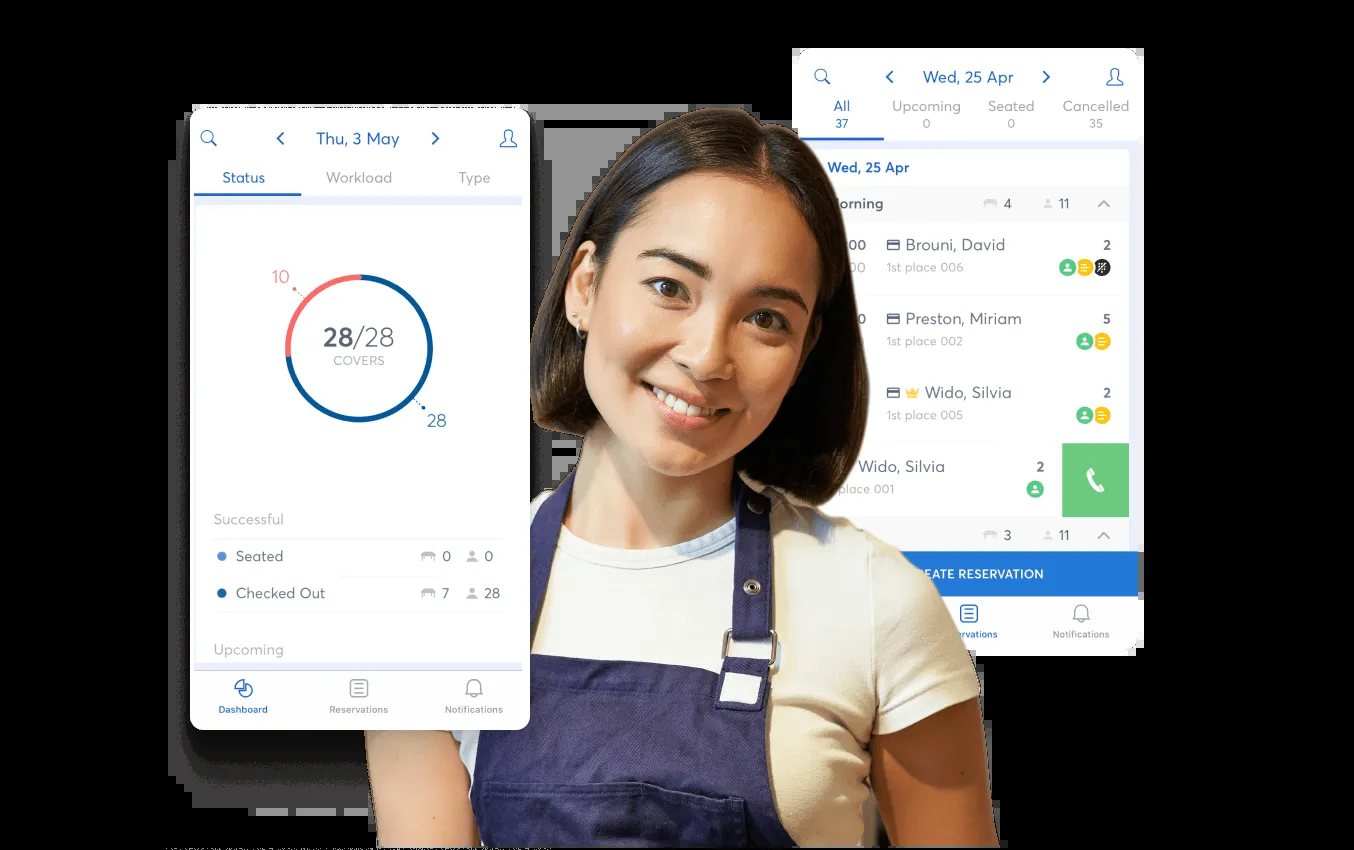 Thu, 3 May
Status Workload Type
10
28/28
COVERS
28
Successful
Seated 0 0
Checked Out 7 28
Upcoming
Dashboard Reservations Notifications
Wed, 25 Apr
All Upcoming Seated Cancelled
37 0 0 35
Wed, 25 Apr
orning 4 11
00 Brouni, David 2
00 1st place 006
0 Preston, Miriam 5
1st place 002
Wido, Silvia 2
1st place 005
Wido, Silvia 2
place 001
3 11
EATE RESERVATION
ervations Notifications